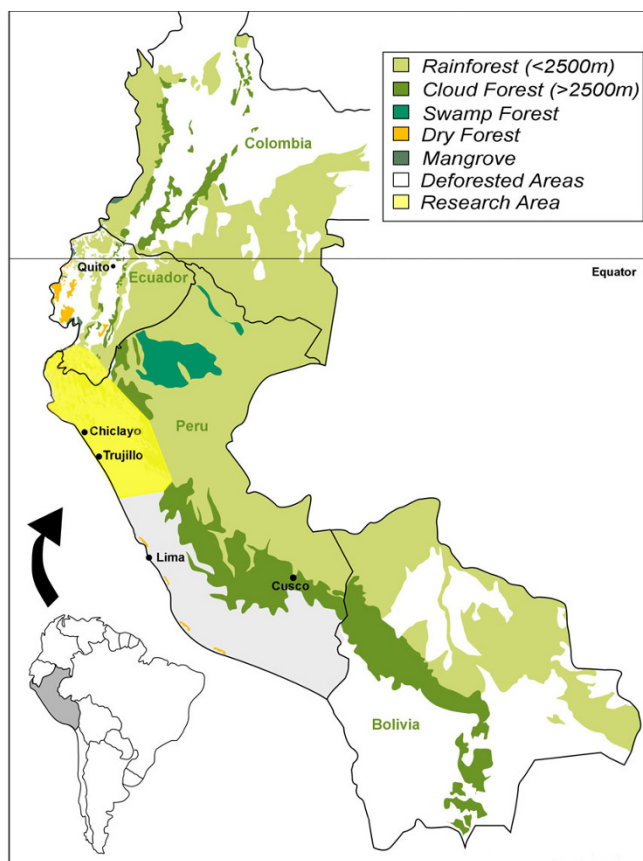 Rainforest (<2500m)
Cloud Forest (>2500m)
Swamp Forest
Dry Forest
Mangrove
Deforested Areas
Research Area
Colombia
Quito
Ecuador
Equator
Peru
Chiclayo
Trujillo
Lima
Cusco
Bolivia